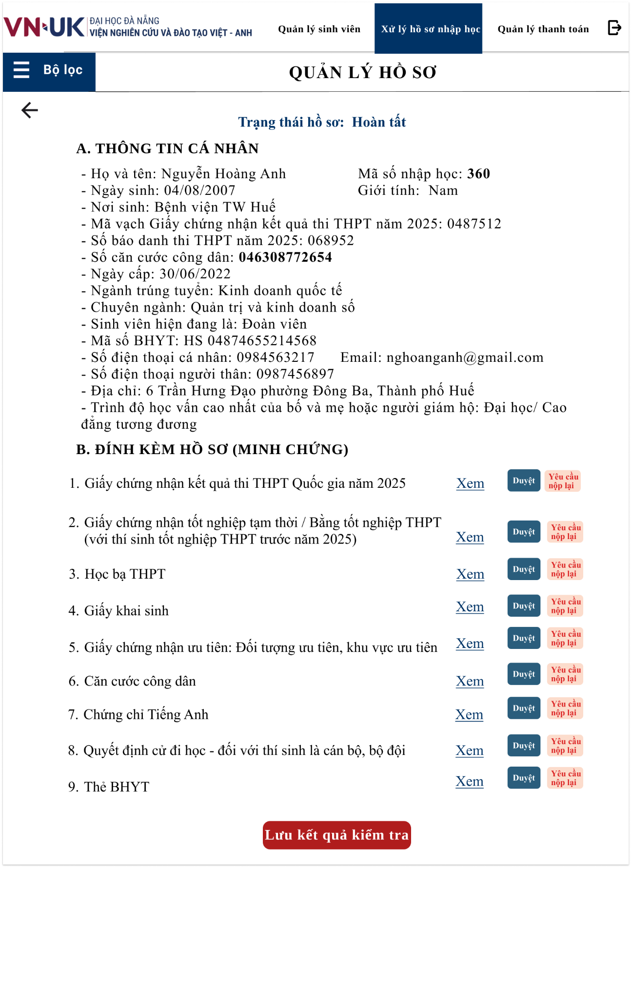 VN-UK ĐẠI HỌC ĐÀ NẴNG
VIỆN NGHIÊN CỨU VÀ ĐÀO TẠO VIỆT - ANH
Quản lý sinh viên
Xử lý hồ sơ nhập học
Quản lý thanh toán
Bộ lọc
QUẢN LÝ HỒ SƠ
Trạng thái hồ sơ: Hoàn tất
A. THÔNG TIN CÁ NHÂN
- Họ và tên: Nguyễn Hoàng Anh Mã số nhập học: 360
- Ngày sinh: 04/08/2007 Giới tính: Nam
- Nơi sinh: Bệnh viện TW Huế
- Mã vạch Giấy chứng nhận kết quả thi THPT năm 2025: 0487512
- Số báo danh thi THPT năm 2025: 068952
- Số căn cước công dân: 046308772654
- Ngày cấp: 30/06/2022
- Ngành trúng tuyển: Kinh doanh quốc tế
- Chuyên ngành: Quản trị và kinh doanh số
- Sinh viên hiện đang là: Đoàn viên
- Mã số BHYT: HS 04874655214568
- Số điện thoại cá nhân: 0984563217 Email: nghoanganh@gmail.com
- Số điện thoại người thân: 0987456897
- Địa chỉ: 6 Trần Hưng Đạo phường Đông Ba, Thành phố Huế
- Trình độ học vấn cao nhất của bố và mẹ hoặc người giám hộ: Đại học/ Cao
đẳng tương đương
B. ĐÍNH KÈM HỒ SƠ (MINH CHỨNG)
1. Giấy chứng nhận kết quả thi THPT Quốc gia năm 2025 Xem Duyệt Yêu cầu
nộp lại
2. Giấy chứng nhận tốt nghiệp tạm thời / Bằng tốt nghiệp THPT
(với thí sinh tốt nghiệp THPT trước năm 2025) Xem Duyệt Yêu cầu
nộp lại
3. Học bạ THPT Xem Duyệt Yêu cầu
nộp lại
4. Giấy khai sinh Xem Duyệt Yêu cầu
nộp lại
5. Giấy chứng nhận ưu tiên: Đối tượng ưu tiên, khu vực ưu tiên Xem Duyệt Yêu cầu
nộp lại
6. Căn cước công dân Xem Duyệt Yêu cầu
nộp lại
7. Chứng chỉ Tiếng Anh Xem Duyệt Yêu cầu
nộp lại
8. Quyết định cử đi học - đối với thí sinh là cán bộ, bộ đội Xem Duyệt Yêu cầu
nộp lại
9. Thẻ BHYT Xem Duyệt Yêu cầu
nộp lại
Lưu kết quả kiểm tra